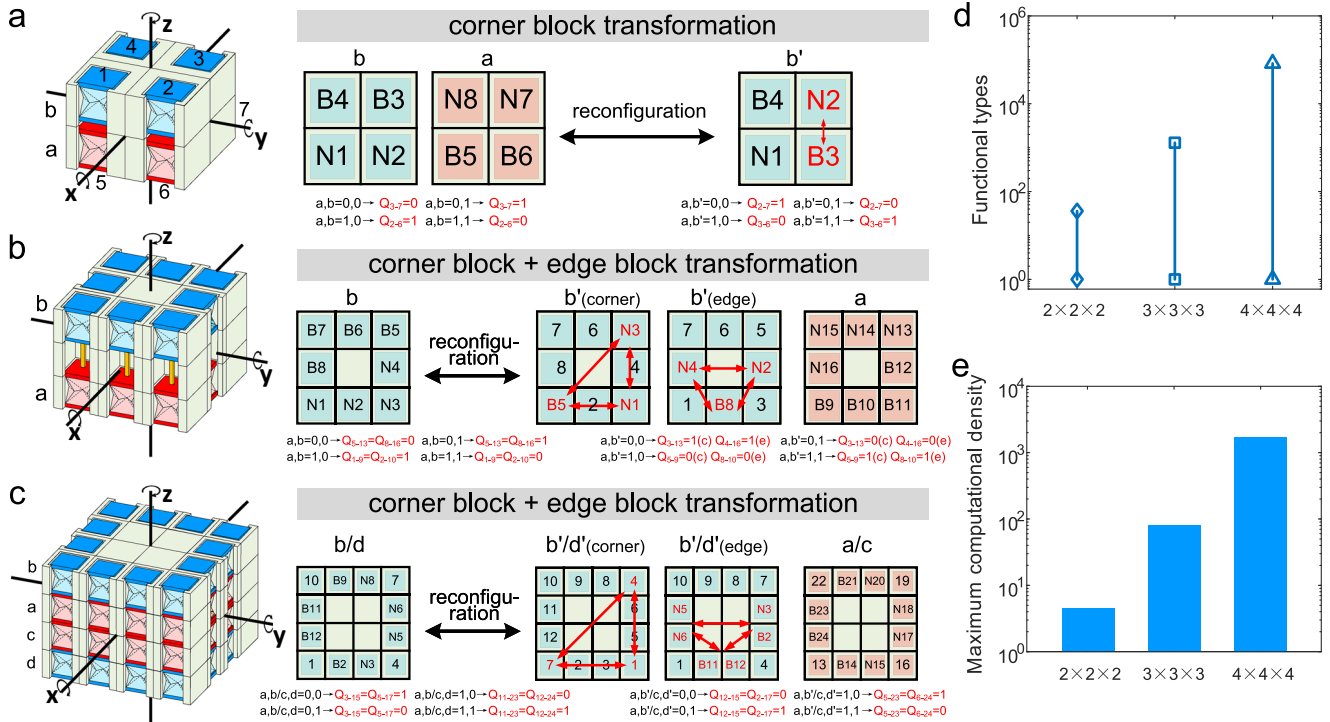 a
z
4
3
1
2
b
7
y
a
x
5
6
corner block transformation
b
a
b'
B4 B3
N8 N7
B4 N2
reconfiguration
N1 N2
B5 B6
N1 B3
a,b=0,0→Q3-7=0 a,b=0,1→Q3-7=1
a,b=1,0→Q2-6=1 a,b=1,1→Q2-6=0
a,b'=0,0→Q2-7=1 a,b'=0,1→Q2-7=0
a,b'=1,0→Q3-6=0 a,b'=1,1→Q3-6=1
b
z
b
y
a
x
corner block + edge block transformation
b
b'(corner)
b'(edge)
a
B7 B6 B5
7 6 N3
7 6 5
N15 N14 N13
reconfigu-
ration
B8 N4
8 4
N4 N2
N16 B12
N1 N2 N3
B5 2 N1
1 B8 3
B9 B10 B11
a,b=0,0→Q5-13=Q8-16=0 a,b=0,1→Q5-13=Q8-16=1
a,b=1,0→Q1-9=Q2-10=1 a,b=1,1→Q1-9=Q2-10=0
a,b'=0,0→Q3-13=1(c) Q4-16=1(e) a,b'=0,1→Q3-13=0(c) Q4-16=0(e)
a,b'=1,0→Q5-9=0(c) Q8-10=0(e) a,b'=1,1→Q5-9=1(c) Q8-10=1(e)
c
z
b
a
c
d
y
x
corner block + edge block transformation
b/d
b'/d'(corner)
b'/d'(edge)
a/c
10 B9 N8 7
10 9 8 4
10 9 8 7
22 B21 N20 19
reconfigu-
ration
B11 N6
11 6
N5 N3
B23 N18
B12 N5
12 5
N6 B2
B24 N17
1 B2 N3 4
7 2 3 1
1 B11 B12 4
13 B14 N15 16
a,b/c,d=0,0→Q3-15=Q5-17=1 a,b/c,d=1,0→Q11-23=Q12-24=0
a,b/c,d=0,1→Q3-15=Q5-17=0 a,b/c,d=1,1→Q11-23=Q12-24=1
a,b'/c,d'=0,0→Q12-15=Q2-17=0 a,b'/c,d'=1,0→Q5-23=Q6-24=1
a,b'/c,d'=0,1→Q12-15=Q2-17=1 a,b'/c,d'=1,1→Q5-23=Q6-24=0
d
Functional types
10^6
10^4
10^2
10^0
2×2×2 3×3×3 4×4×4
e
Maximum computational density
10^4
10^3
10^2
10^1
10^0
2×2×2 3×3×3 4×4×4